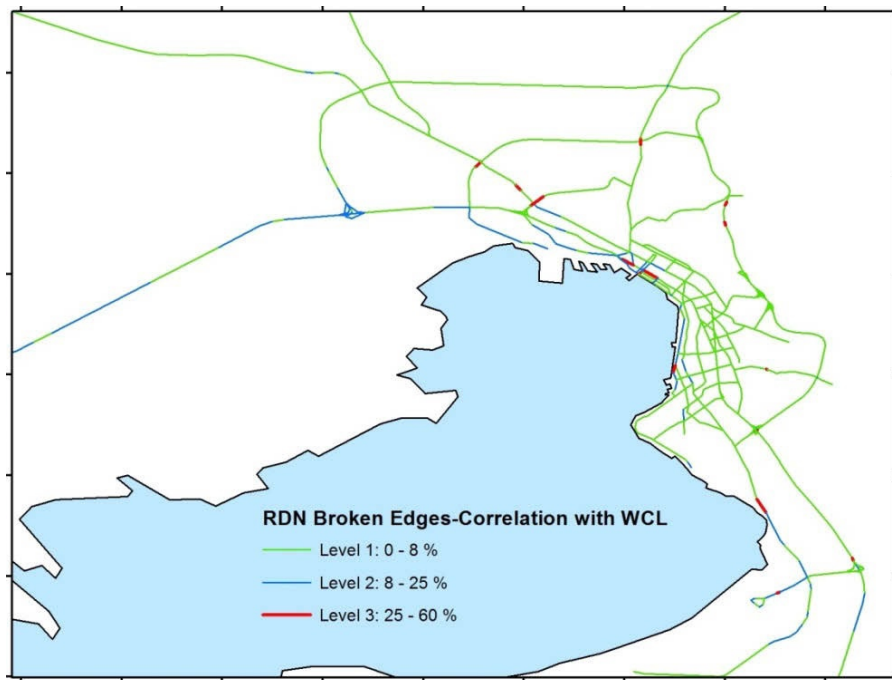 RDN Broken Edges-Correlation with WCL
Level 1: 0 - 8 %
Level 2: 8 - 25 %
Level 3: 25 - 60 %